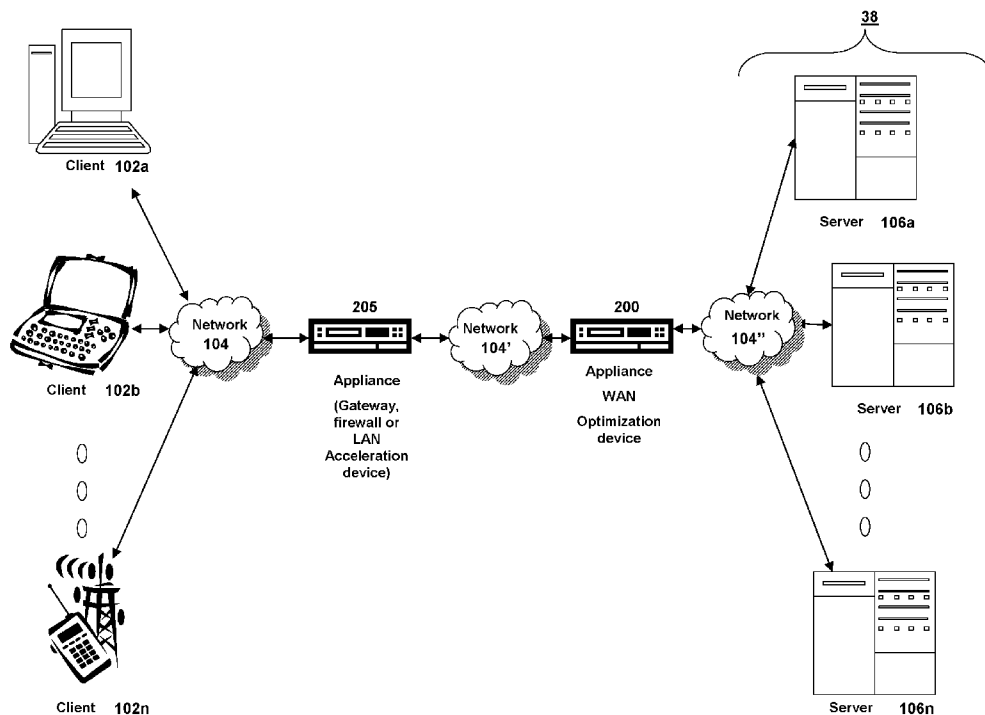 38
Client 102a
Server 106a
205
200
Network
104
Network
104'
Network
104''
Appliance
(Gateway,
firewall or
LAN
Acceleration
device)
Appliance
WAN
Optimization
device
Client 102b
Server 106b
Client 102n
Server 106n